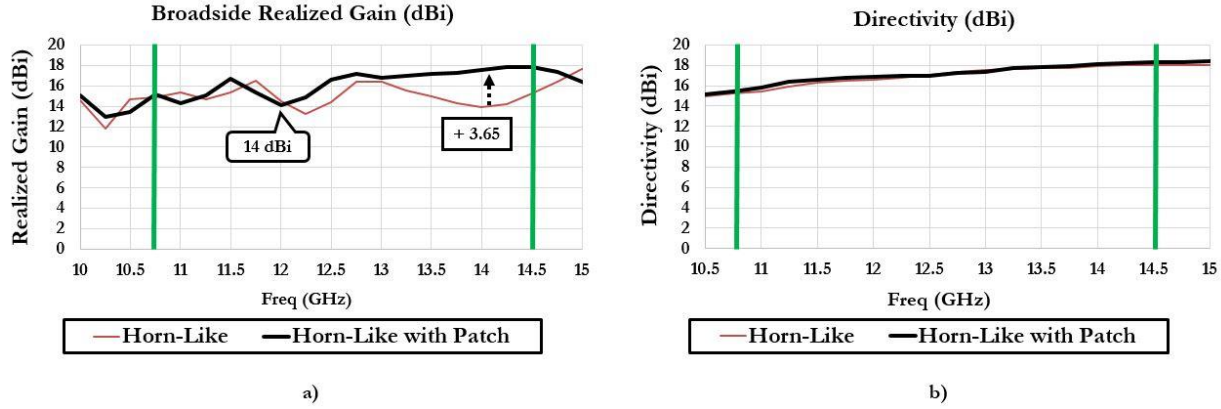 Broadside Realized Gain (dBi)
Realized Gain (dBi)
20
18
16
14
12
10
8
6
4
2
0
14 dBi
+ 3.65
10 10.5 11 11.5 12 12.5 13 13.5 14 14.5 15
Freq (GHz)
Horn-Like Horn-Like with Patch
a)
Directivity (dBi)
Directivity (dBi)
20
18
16
14
12
10
8
6
4
2
0
10.5 11 11.5 12 12.5 13 13.5 14 14.5 15
Freq (GHz)
Horn-Like Horn-Like with Patch
b)